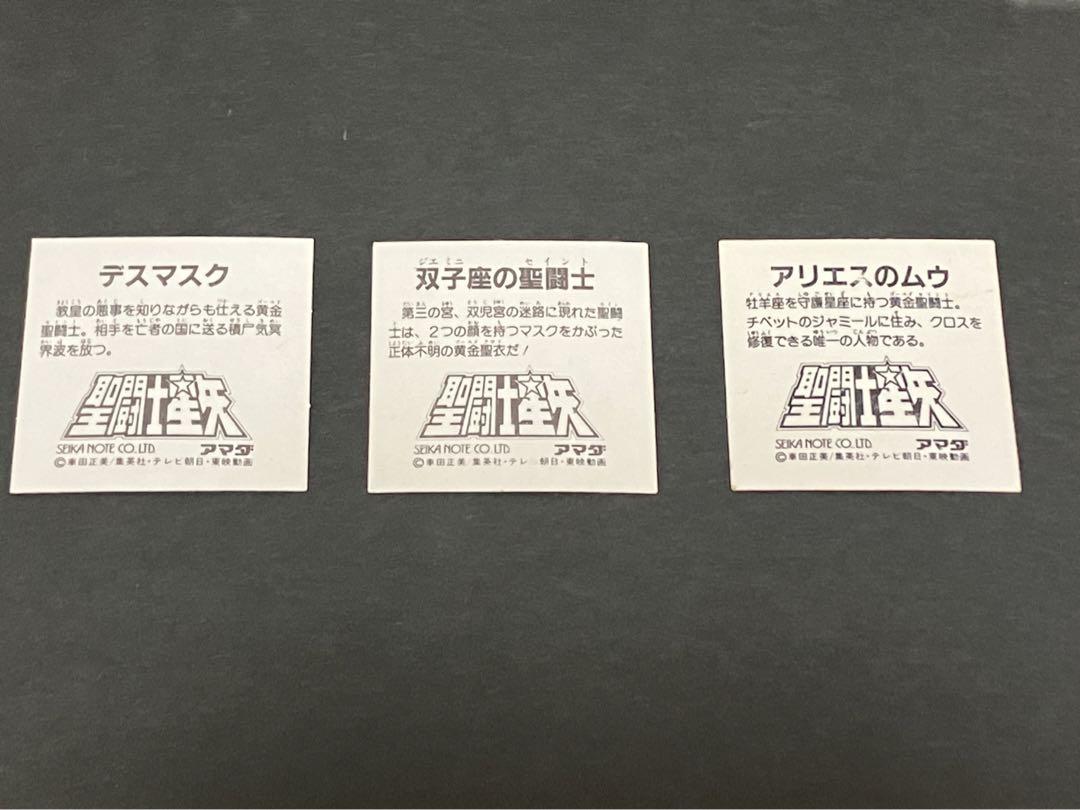 デスマスク
教皇の悪事を知りながらも仕える黄金
聖闘士。相手を亡者の国に送る積尸気冥
界波を放つ。
聖闘士星矢
SEIKA NOTE CO.,LTD. アマダ
©車田正美/集英社・テレビ朝日・東映動画
ジェミニ セイント
双子座の聖闘士
第三の宮、双児宮の迷路に現れた聖闘
士は、2つの顔を持つマスクをかぶった
正体不明の黄金聖衣だ!
聖闘士星矢
SEIKA NOTE CO.,LTD. アマダ
©車田正美/集英社・テレ 朝日・東映動画
アリエスのムウ
牡羊座を守護星座に持つ黄金聖闘士。
チベットのジャミールに住み、クロスを
修復できる唯一の人物である。
聖闘士星矢
SEIKA NOTE CO.,LTD. アマダ
©車田正美/集英社・テレビ朝日・東映動画